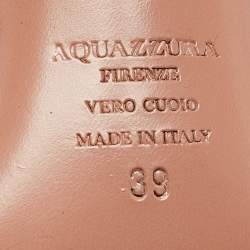 AQUAZZURA
FIRENZE
VERO CUOIO
MADE IN ITALY
39